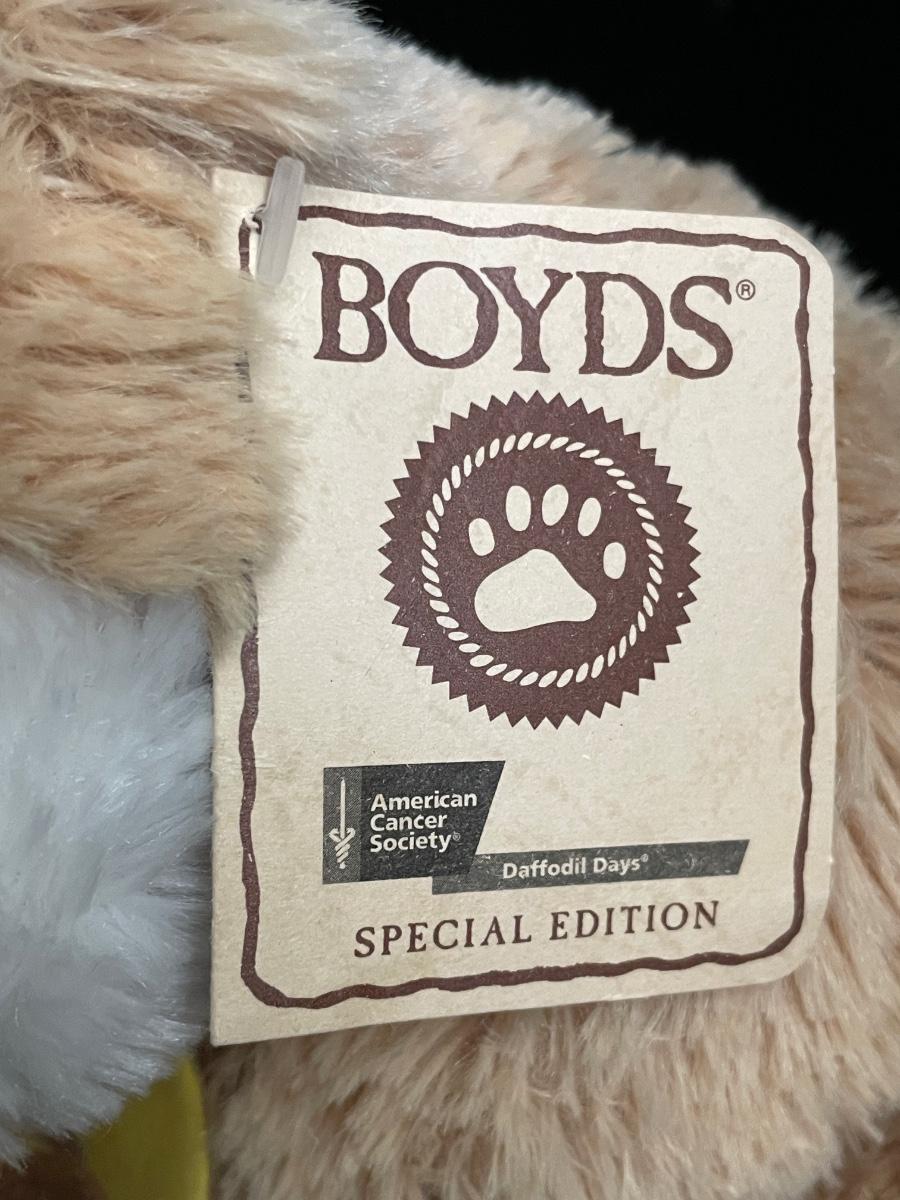 BOYDS®
American
Cancer
Society®
Daffodil Days®
SPECIAL EDITION